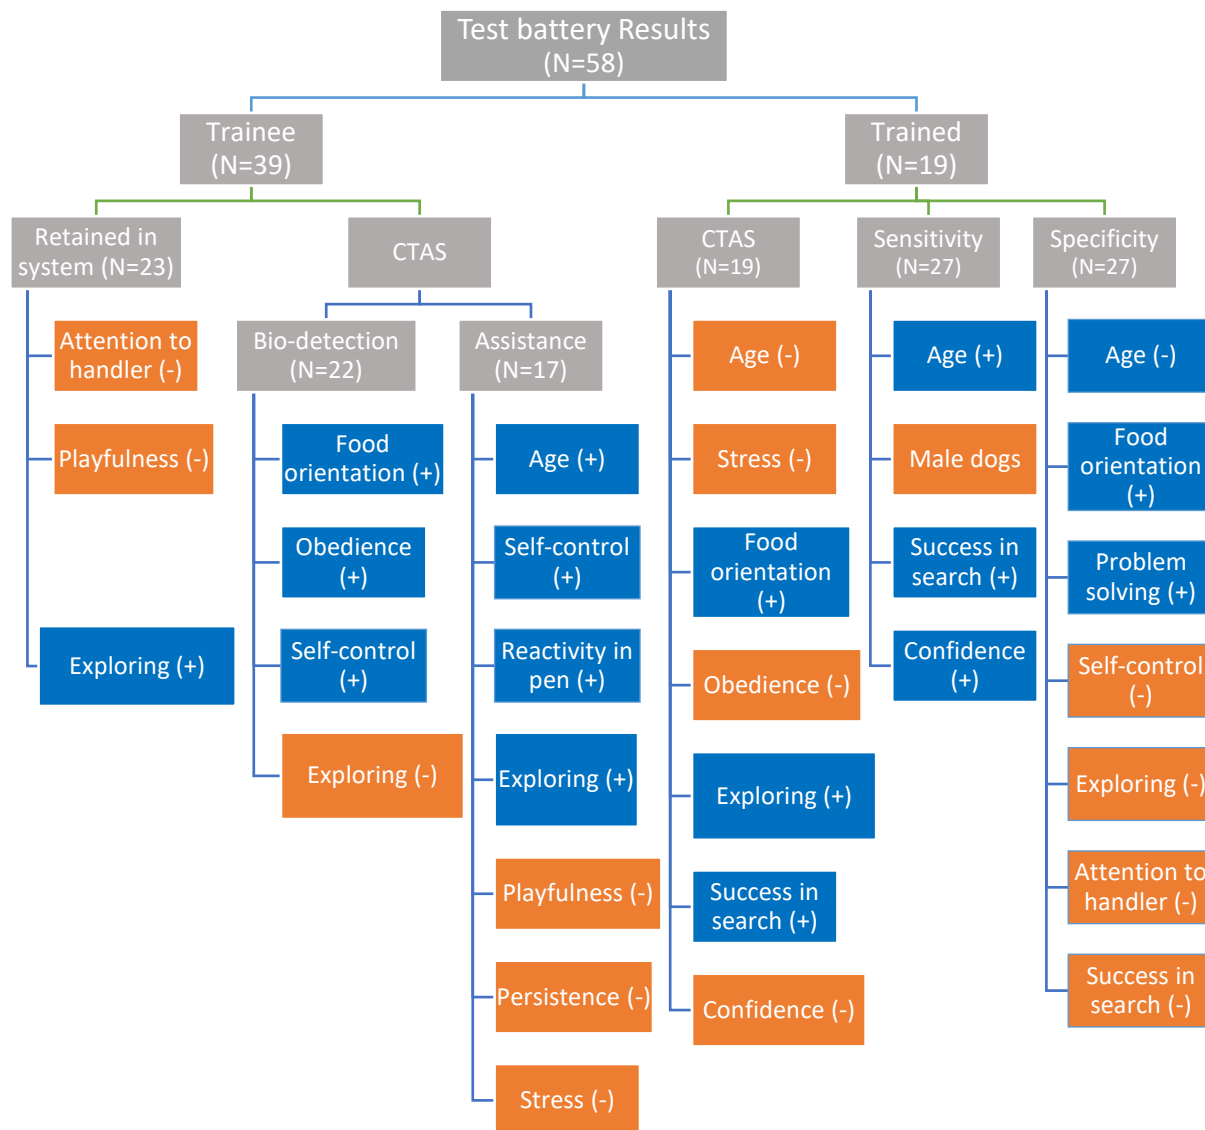 Test battery Results
(N=58)
Trainee
(N=39)
Trained
(N=19)
Retained in
system (N=23)
CTAS
CTAS
(N=19)
Sensitivity
(N=27)
Specificity
(N=27)
Attention to
handler (-)
Playfulness (-)
Exploring (+)
Bio-detection
(N=22)
Food
orientation (+)
Obedience
(+)
Self-control
(+)
Exploring (-)
Assistance
(N=17)
Age (+)
Self-control
(+)
Reactivity in
pen (+)
Exploring (+)
Playfulness (-)
Persistence (-)
Stress (-)
Age (-)
Stress (-)
Food
orientation
(+)
Obedience (-)
Exploring (+)
Success in
search (+)
Confidence (-)
Age (+)
Male dogs
Success in
search (+)
Confidence
(+)
Age (-)
Food
orientation
(+)
Problem
solving (+)
Self-control
(-)
Exploring (-)
Attention to
handler (-)
Success in
search (-)